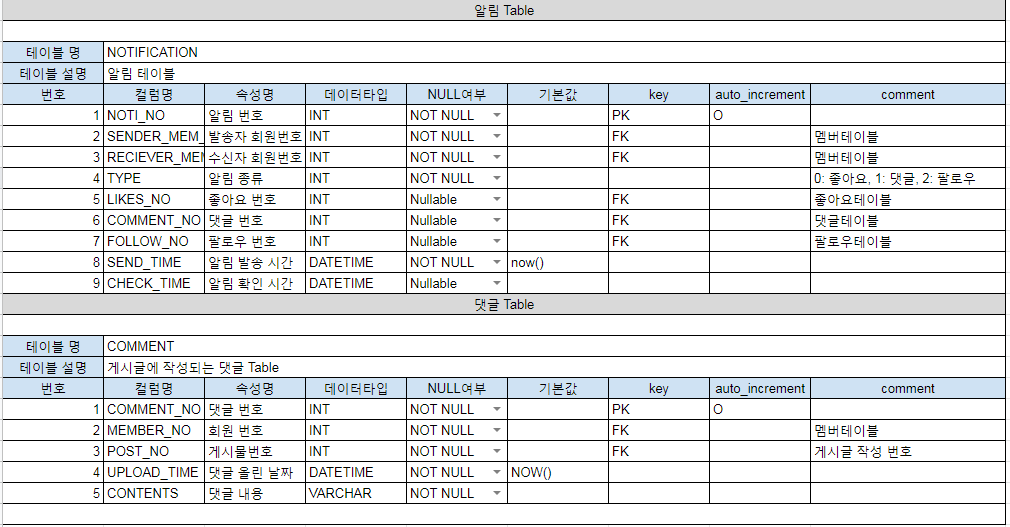 알림 Table
테이블 명 NOTIFICATION
테이블 설명 알림 테이블
번호 컬럼명 속성명 데이터타입 NULL여부 기본값 key auto_increment comment
1 NOTI_NO 알림 번호 INT NOT NULL PK O
2 SENDER_MEM_ 발송자 회원번호 INT NOT NULL FK 멤버테이블
3 RECIEVER_MEM 수신자 회원번호 INT NOT NULL FK 멤버테이블
4 TYPE 알림 종류 INT NOT NULL 0: 좋아요, 1: 댓글, 2: 팔로우
5 LIKES_NO 좋아요 번호 INT Nullable FK 좋아요테이블
6 COMMENT_NO 댓글 번호 INT Nullable FK 댓글테이블
7 FOLLOW_NO 팔로우 번호 INT Nullable FK 팔로우테이블
8 SEND_TIME 알림 발송 시간 DATETIME NOT NULL now()
9 CHECK_TIME 알림 확인 시간 DATETIME Nullable
댓글 Table
테이블 명 COMMENT
테이블 설명 게시글에 작성되는 댓글 Table
번호 컬럼명 속성명 데이터타입 NULL여부 기본값 key auto_increment comment
1 COMMENT_NO 댓글 번호 INT NOT NULL PK O
2 MEMBER_NO 회원 번호 INT NOT NULL FK 멤버테이블
3 POST_NO 게시물번호 INT NOT NULL FK 게시글 작성 번호
4 UPLOAD_TIME 댓글 올린 날짜 DATETIME NOT NULL NOW()
5 CONTENTS 댓글 내용 VARCHAR NOT NULL